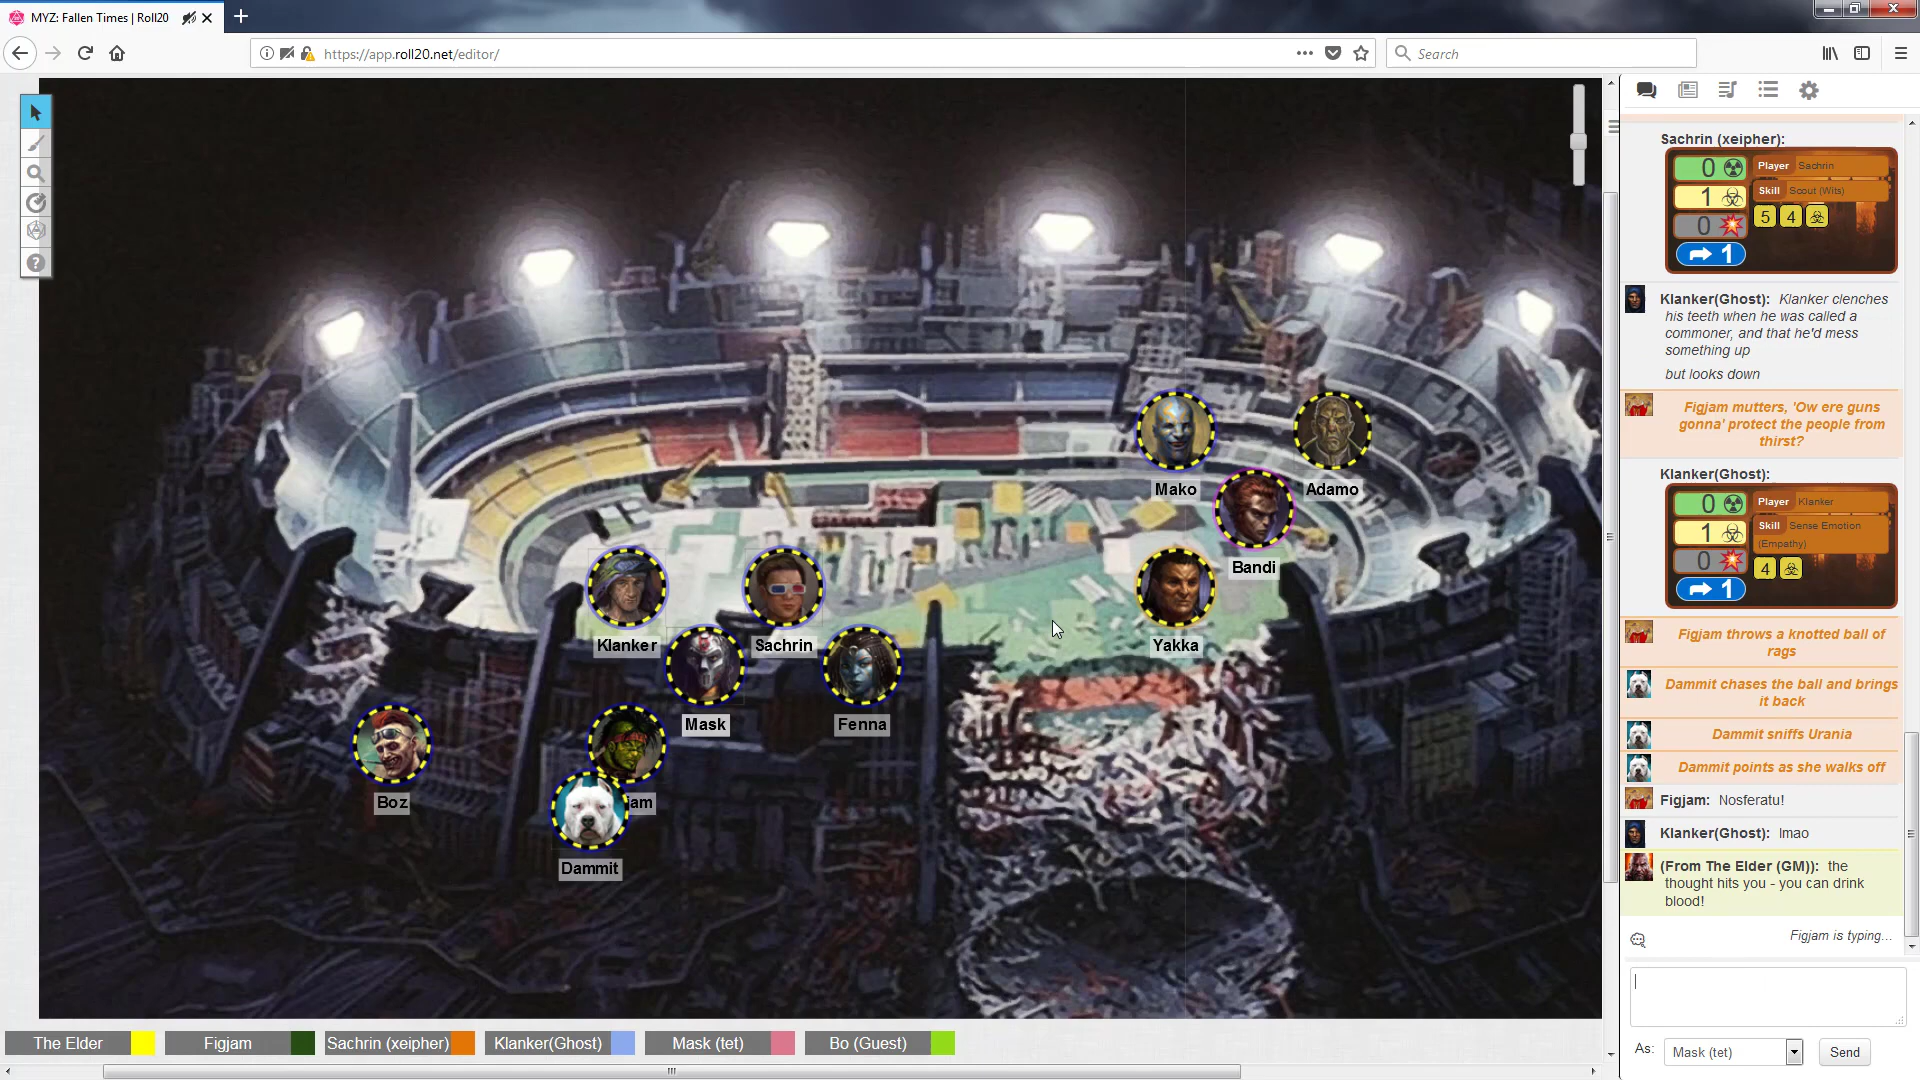 MYZ: Fallen Times | Roll20
https://app.roll20.net/editor/
Search
Mako
Adamo
Bandi
Klanker
Sachrin
Yakka
Mask
Fenna
Boz
am
Dammit
Sachrin (xeipher):
0
Player Sachrin
1
Skill Scout (Wits)
0
5 4
1
Klanker(Ghost): Klanker clenches
his teeth when he was called a
commoner, and that he'd mess
something up
but looks down
Figjam mutters, 'Ow ere guns
gonna' protect the people from
thirst?
Klanker(Ghost):
0
Player Klanker
1
Skill Sense Emotion
(Empathy)
0
4
1
Figjam throws a knotted ball of
rags
Dammit chases the ball and brings
it back
Dammit sniffs Urania
Dammit points as she walks off
Figjam: Nosferatu!
Klanker(Ghost): lmao
(From The Elder (GM)): the
thought hits you - you can drink
blood!
Figjam is typing...
As: Mask (tet) Send
The Elder
Figjam
Sachrin (xeipher)
Klanker(Ghost)
Mask (tet)
Bo (Guest)